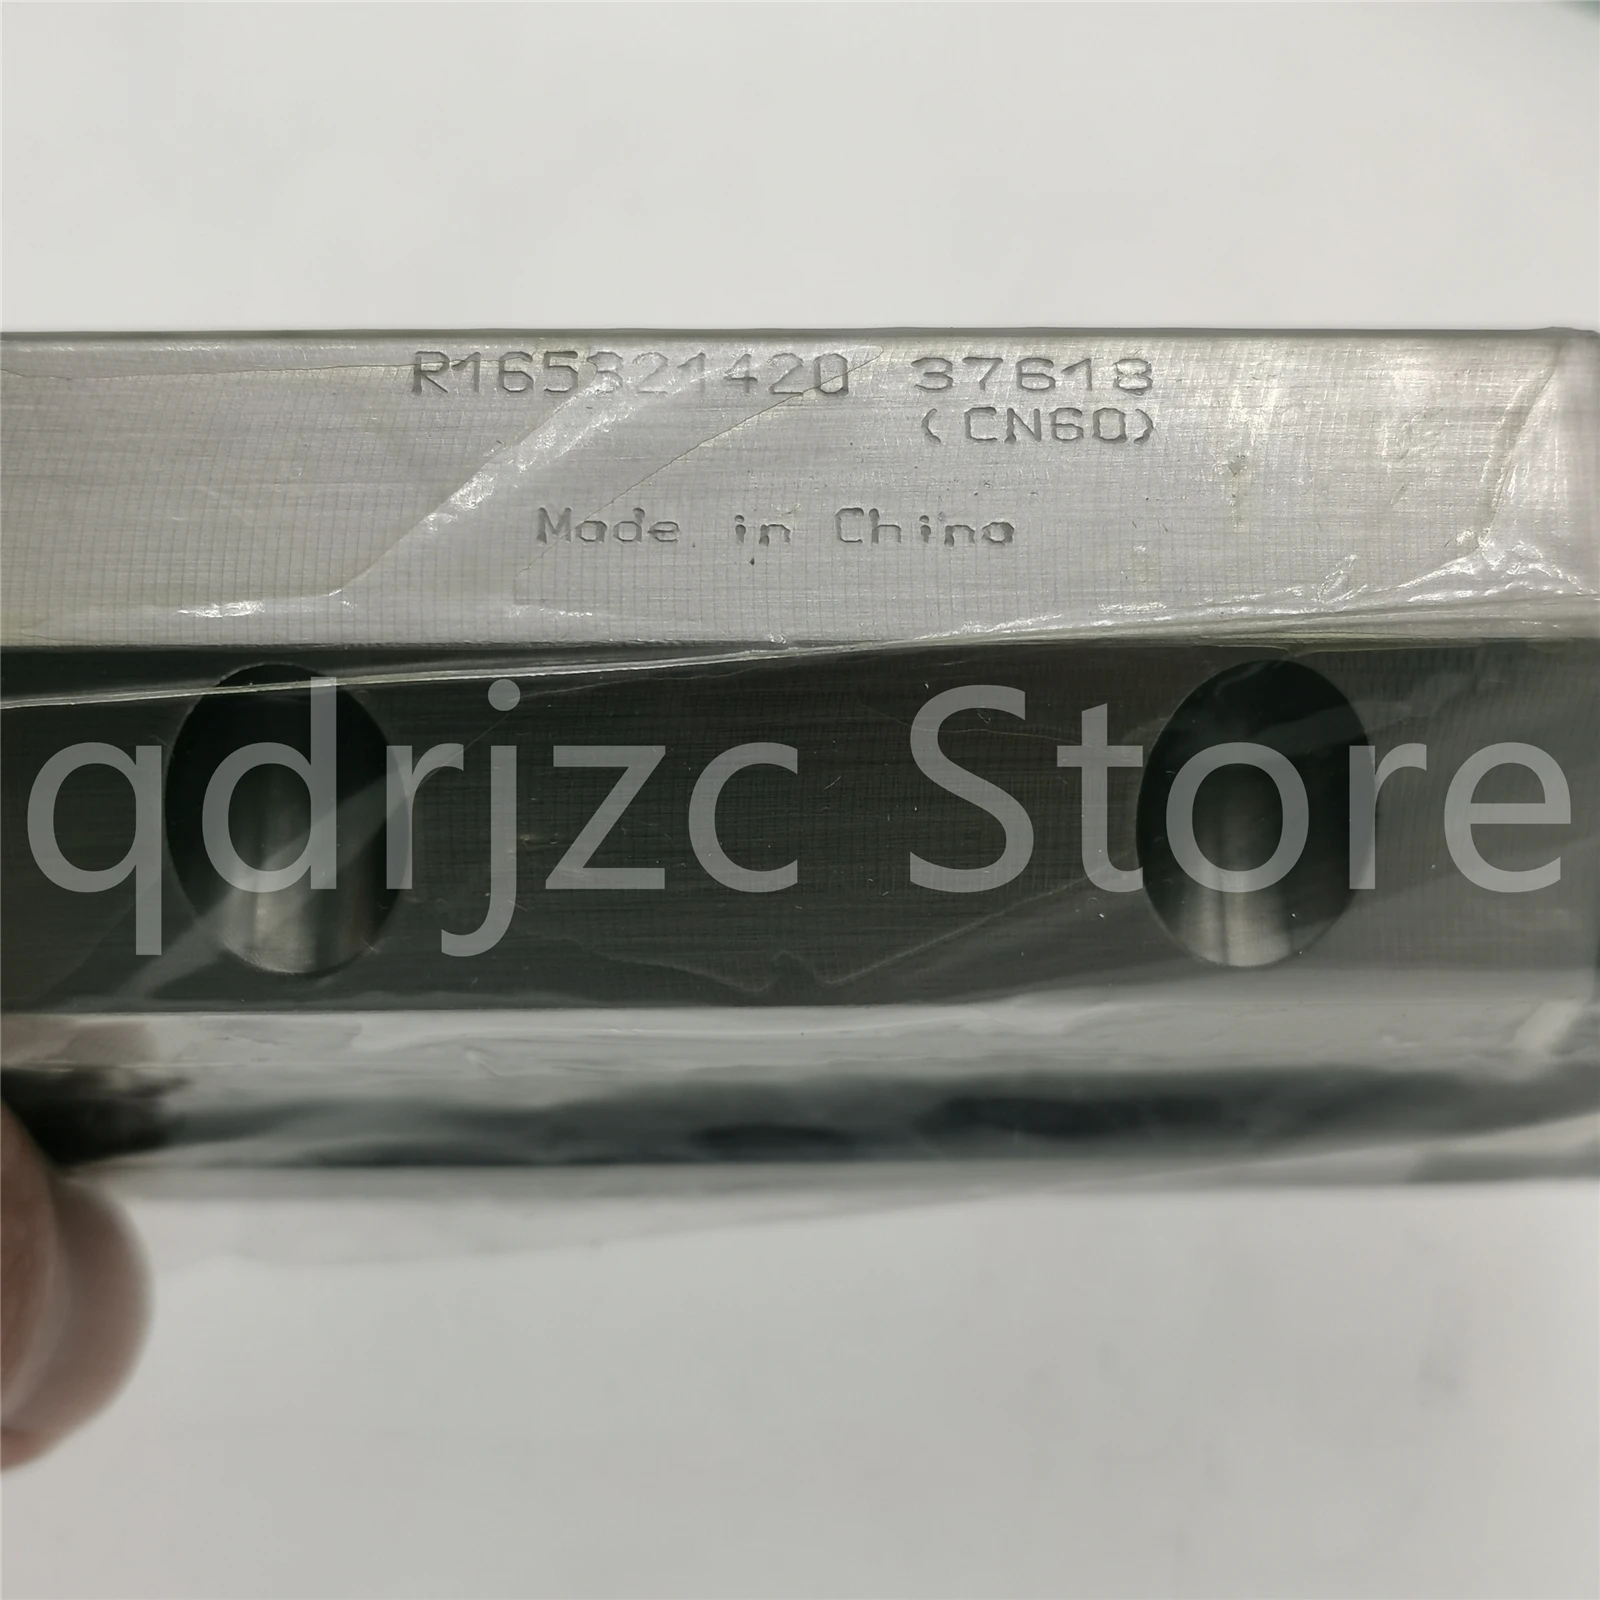 R165321420 37618
(CN60)
Made in China
qdrjzc Store